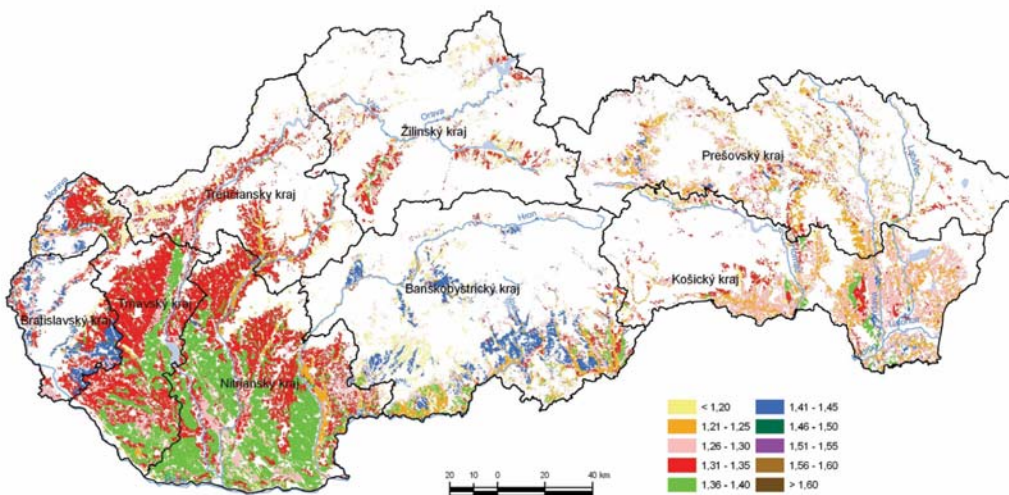 Orava
Žilinský kraj
Prešovský kraj
Laborec
Trenčiansky kraj
Morava
Hron
Banskobystrický kraj
Košický kraj
Trnavský kraj
Bratislavský kraj
Nitriansky kraj
< 1,20
1,21 - 1,25
1,26 - 1,30
1,31 - 1,35
1,36 - 1,40
1,41 - 1,45
1,46 - 1,50
1,51 - 1,55
1,56 - 1,60
> 1,60
20 10 0 20 40 km